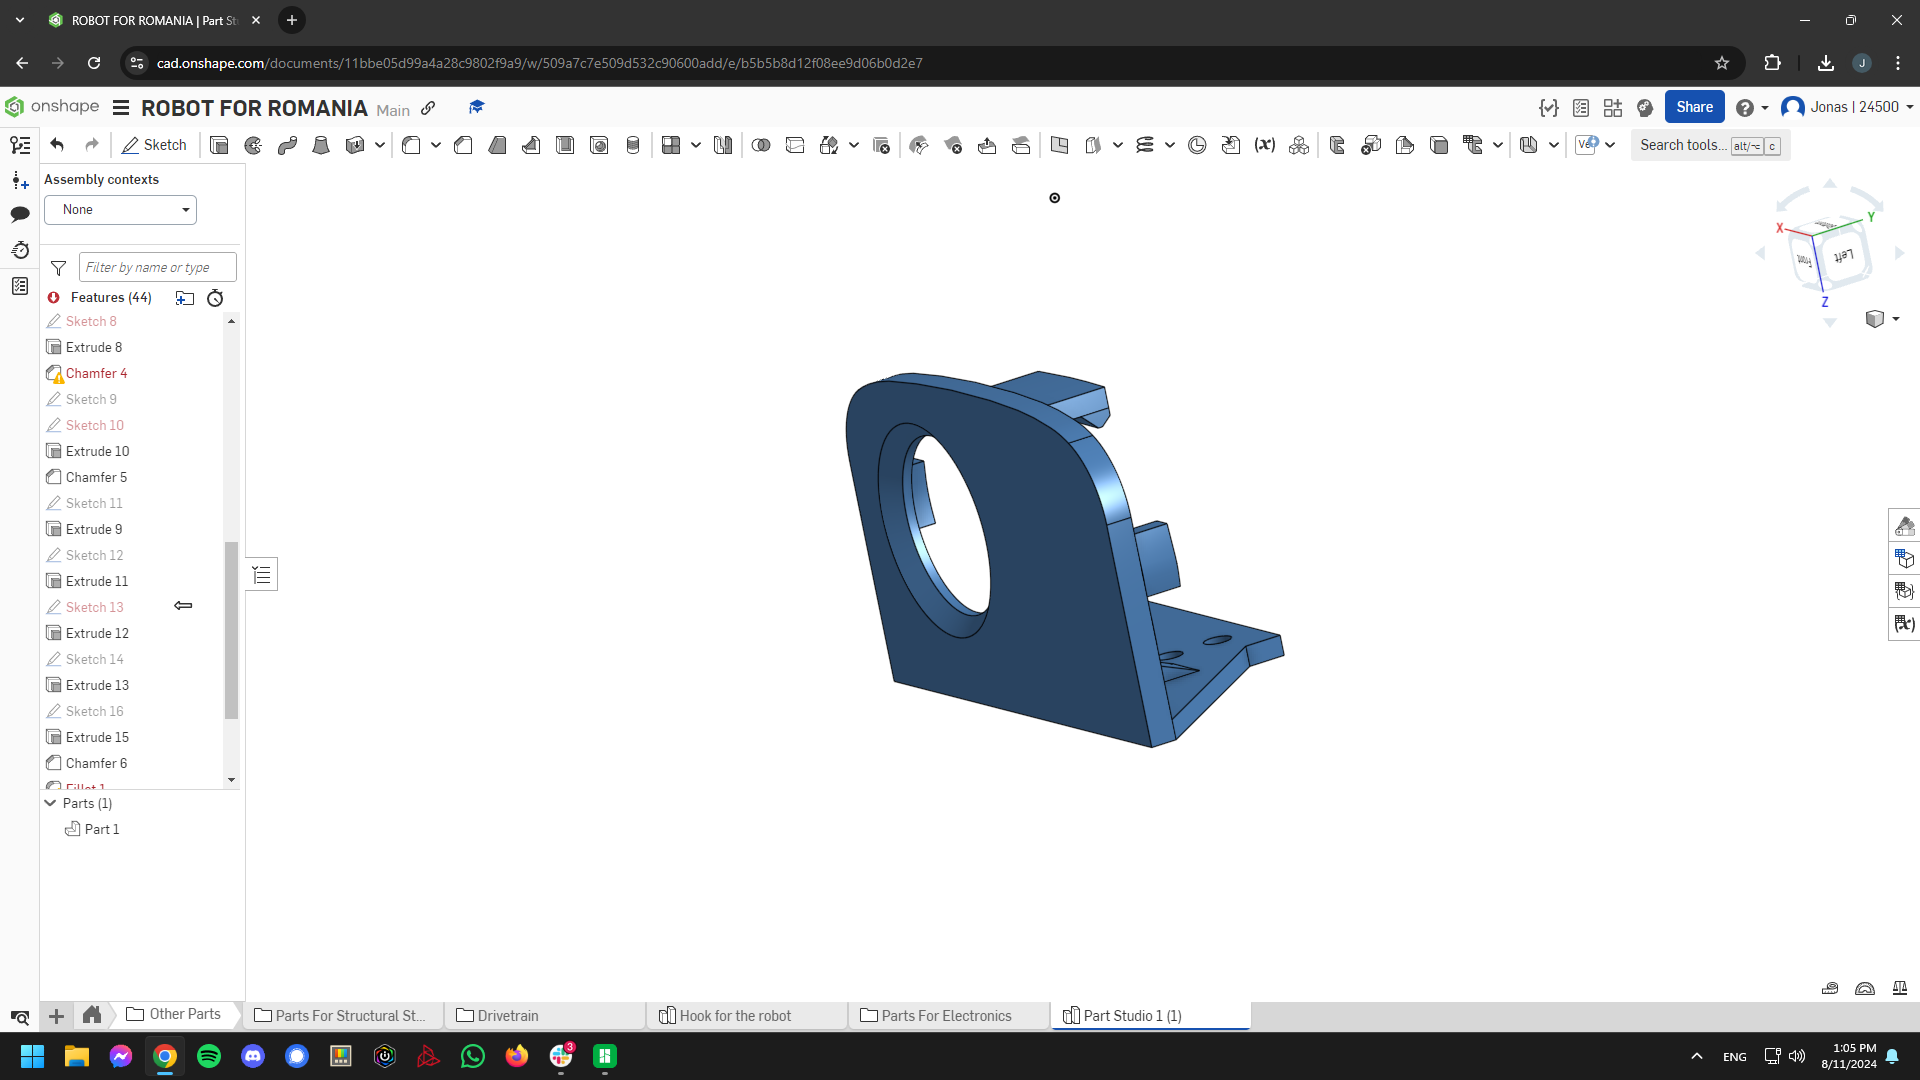 ROBOT FOR ROMANIA | Part St
cad.onshape.com/documents/11bbe05d99a4a28c9802f9a9/w/509a7c7e509d532c90600add/e/b5b5b8d12f08ee9d06b0d2e7
J
onshape
ROBOT FOR ROMANIA Main
Share
Jonas | 24500
Sketch
Search tools... alt/⌥ c
Assembly contexts
None
Filter by name or type
Features (44)
Sketch 8
Extrude 8
Chamfer 4
Sketch 9
Sketch 10
Extrude 10
Chamfer 5
Sketch 11
Extrude 9
Sketch 12
Extrude 11
Sketch 13
Extrude 12
Sketch 14
Extrude 13
Sketch 16
Extrude 15
Chamfer 6
Fillet 1
Parts (1)
Part 1
X
Y
Front
Left
Z
Other Parts
Parts For Structural St...
Drivetrain
Hook for the robot
Parts For Electronics
Part Studio 1 (1)
3
ENG
1:05 PM
8/11/2024